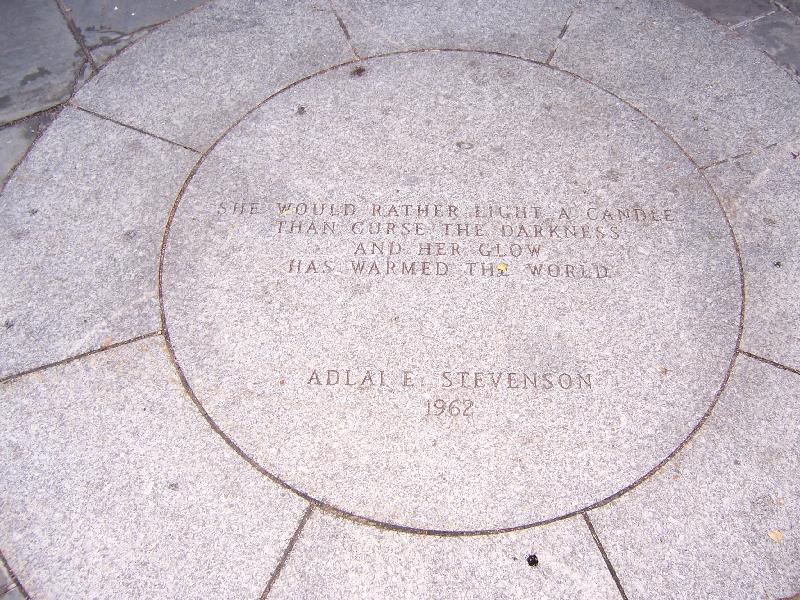 SHE WOULD RATHER LIGHT A CANDLE
THAN CURSE THE DARKNESS
AND HER GLOW
HAS WARMED THE WORLD
ADLAI E. STEVENSON
1962